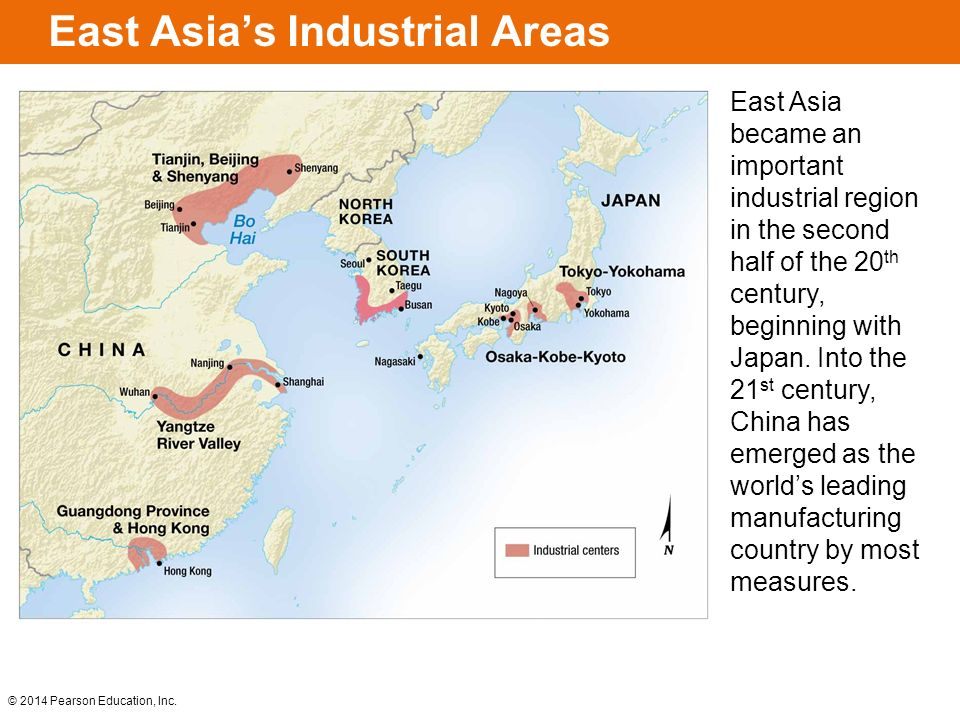 East Asia’s Industrial Areas
Tianjin, Beijing
& Shenyang
Shenyang
Beijing
Tianjin
Bo
Hai
NORTH
KOREA
JAPAN
Seoul
SOUTH
KOREA
Taegu
Busan
Tokyo-Yokohama
Nagoya
Tokyo
Kyoto
Kobe
Yokohama
Osaka
CHINA
Nanjing
Nagasaki
Osaka-Kobe-Kyoto
Wuhan
Shanghai
Yangtze
River Valley
Guangdong Province
& Hong Kong
Hong Kong
Industrial centers
N
East Asia
became an
important
industrial region
in the second
half of the 20th
century,
beginning with
Japan. Into the
21st century,
China has
emerged as the
world’s leading
manufacturing
country by most
measures.
© 2014 Pearson Education, Inc.